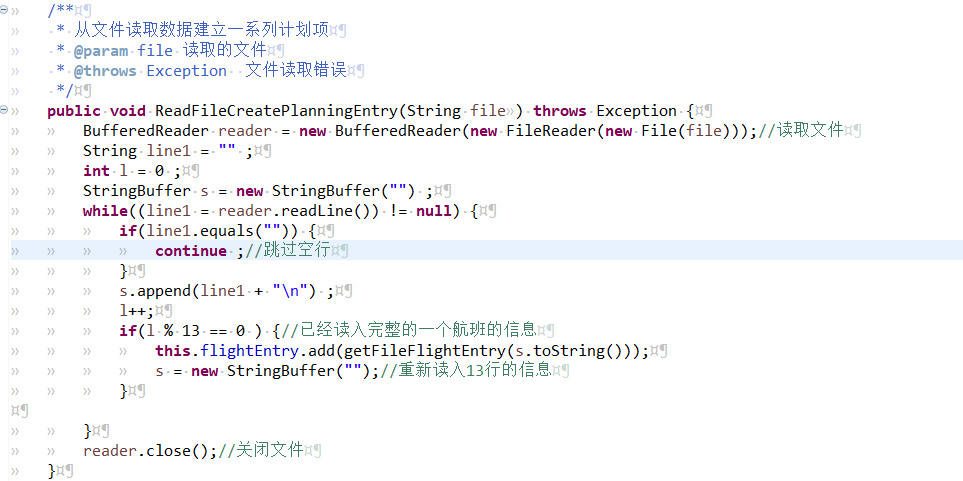 /**
 * 从文件读取数据建立一系列计划项
 * @param file 读取的文件
 * @throws Exception  文件读取错误
 */
public void ReadFileCreatePlanningEntry(String file	) throws Exception {
		BufferedReader reader = new BufferedReader(new FileReader(new File(file)));//读取文件
		String line1 = "" ;
		int l = 0 ;
		StringBuffer s = new StringBuffer("") ;
		while((line1 = reader.readLine()) != null) {
			if(line1.equals("")) {
				continue ;//跳过空行
			}
			s.append(line1 + "\n") ;
			l++;
			if(l % 13 == 0 ) {//已经读入完整的一个航班的信息
				this.flightEntry.add(getFileFlightEntry(s.toString()));
				s = new StringBuffer("");//重新读入13行的信息
			}

		}
		reader.close();//关闭文件
	}